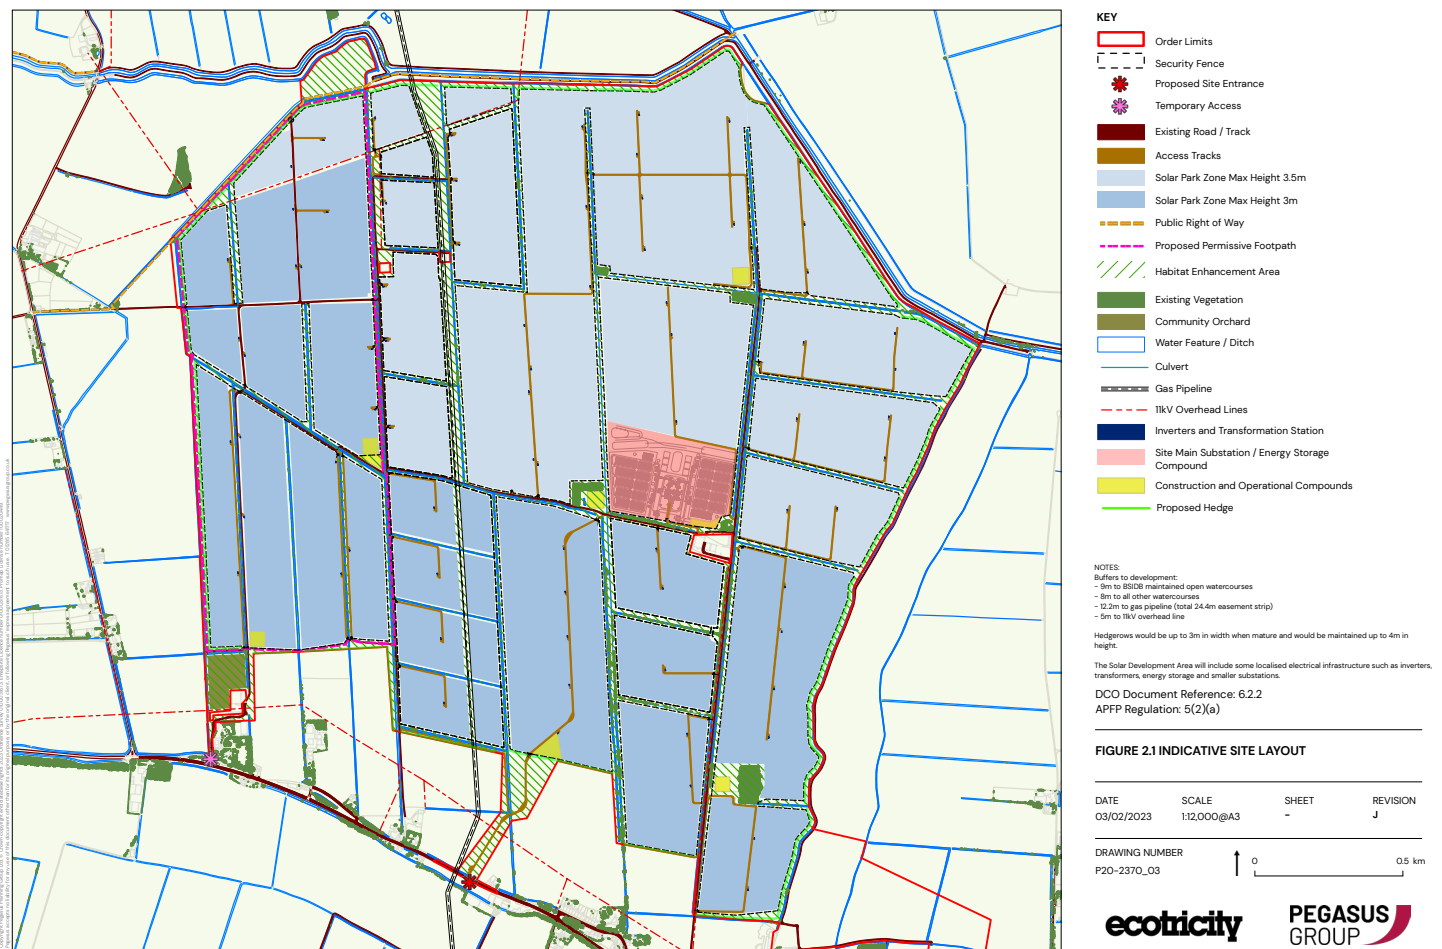 KEY
Order Limits
Security Fence
Proposed Site Entrance
Temporary Access
Existing Road / Track
Access Tracks
Solar Park Zone Max Height 3.5m
Solar Park Zone Max Height 3m
Public Right of Way
Proposed Permissive Footpath
Habitat Enhancement Area
Existing Vegetation
Community Orchard
Water Feature / Ditch
Culvert
Gas Pipeline
11kV Overhead Lines
Inverters and Transformation Station
Site Main Substation / Energy Storage
Compound
Construction and Operational Compounds
Proposed Hedge
NOTES:
Buffers to development:
- 9m to BSIDB maintained open watercourses
- 8m to all other watercourses
- 12.2m to gas pipeline (total 24.4m easement strip)
- 5m to 11kV overhead line
Hedgerows would be up to 3m in width when mature and would be maintained up to 4m in
height.
The Solar Development Area will include some localised electrical infrastructure such as inverters,
transformers, energy storage and smaller substations.
DCO Document Reference: 6.2.2
APFP Regulation: 5(2)(a)
FIGURE 2.1 INDICATIVE SITE LAYOUT
DATE SCALE SHEET REVISION
03/02/2023 1:12,000@A3 - J
DRAWING NUMBER
P20-2370_03
0 0.5 km
ecotricity
PEGASUS
GROUP